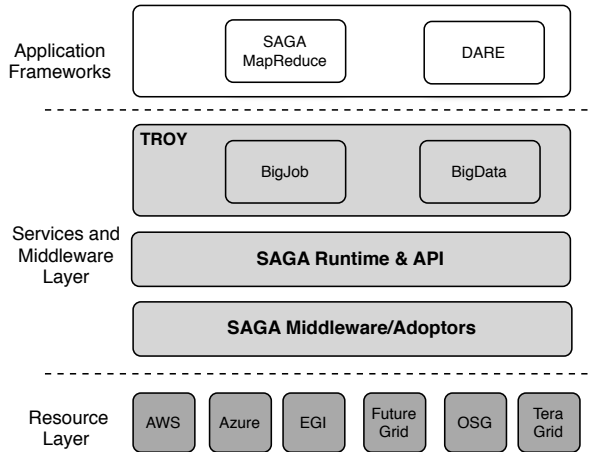 Application
Frameworks
SAGA
MapReduce
DARE
TROY
BigJob
BigData
Services and
Middleware
Layer
SAGA Runtime & API
SAGA Middleware/Adoptors
Resource
Layer
AWS
Azure
EGI
Future
Grid
OSG
Tera
Grid